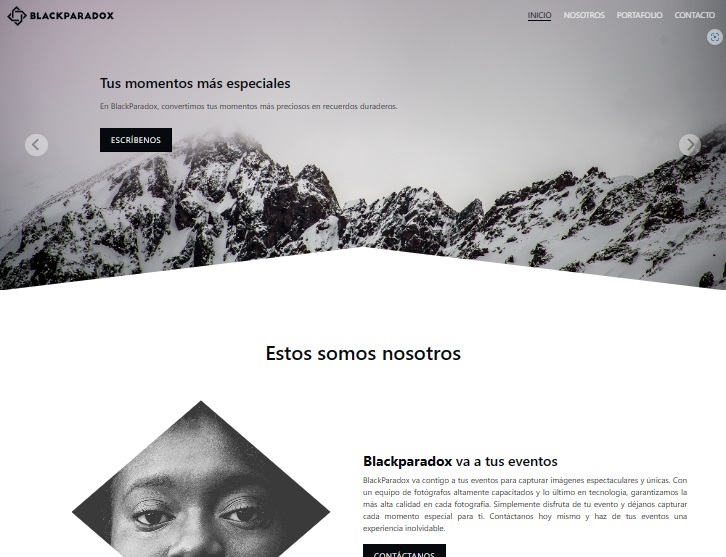 BLACKPARADOX
INICIO NOSOTROS PORTAFOLIO CONTACTO
Tus momentos más especiales
En BlackParadox, convertimos tus momentos más preciosos en recuerdos duraderos.
ESCRÍBENOS
Estos somos nosotros
Blackparadox va a tus eventos
BlackParadox va contigo a tus eventos para capturar imágenes espectaculares y únicas. Con
un equipo de fotógrafos altamente capacitados y lo último en tecnología, garantizamos la
más alta calidad en cada fotografía. Simplemente disfruta de tu evento y déjanos capturar
cada momento especial para ti. Contáctanos hoy mismo y haz de tus eventos una
experiencia inolvidable.
CONTÁCTANOS